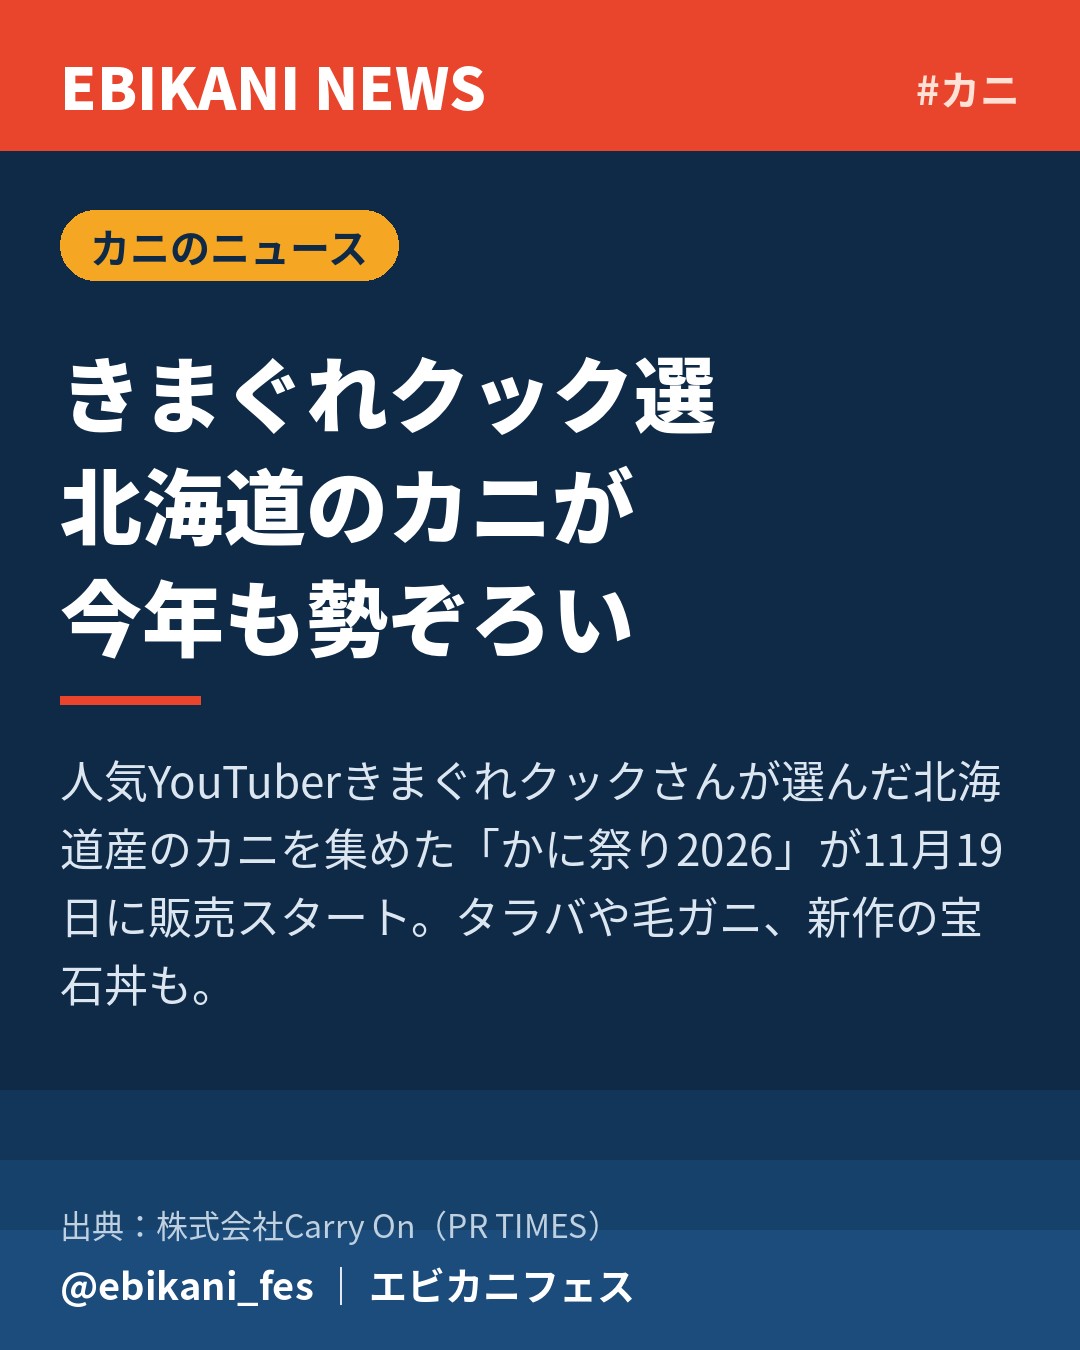 EBIKANI NEWS
#カニ
カニのニュース
きまぐれクック選
北海道のカニが
今年も勢ぞろい
人気YouTuberきまぐれクックさんが選んだ北海
道産のカニを集めた「かに祭り2026」が11月19
日に販売スタート。タラバや毛ガニ、新作の宝
石丼も。
出典：株式会社Carry On（PR TIMES）
@ebikani_fes ｜ エビカニフェス